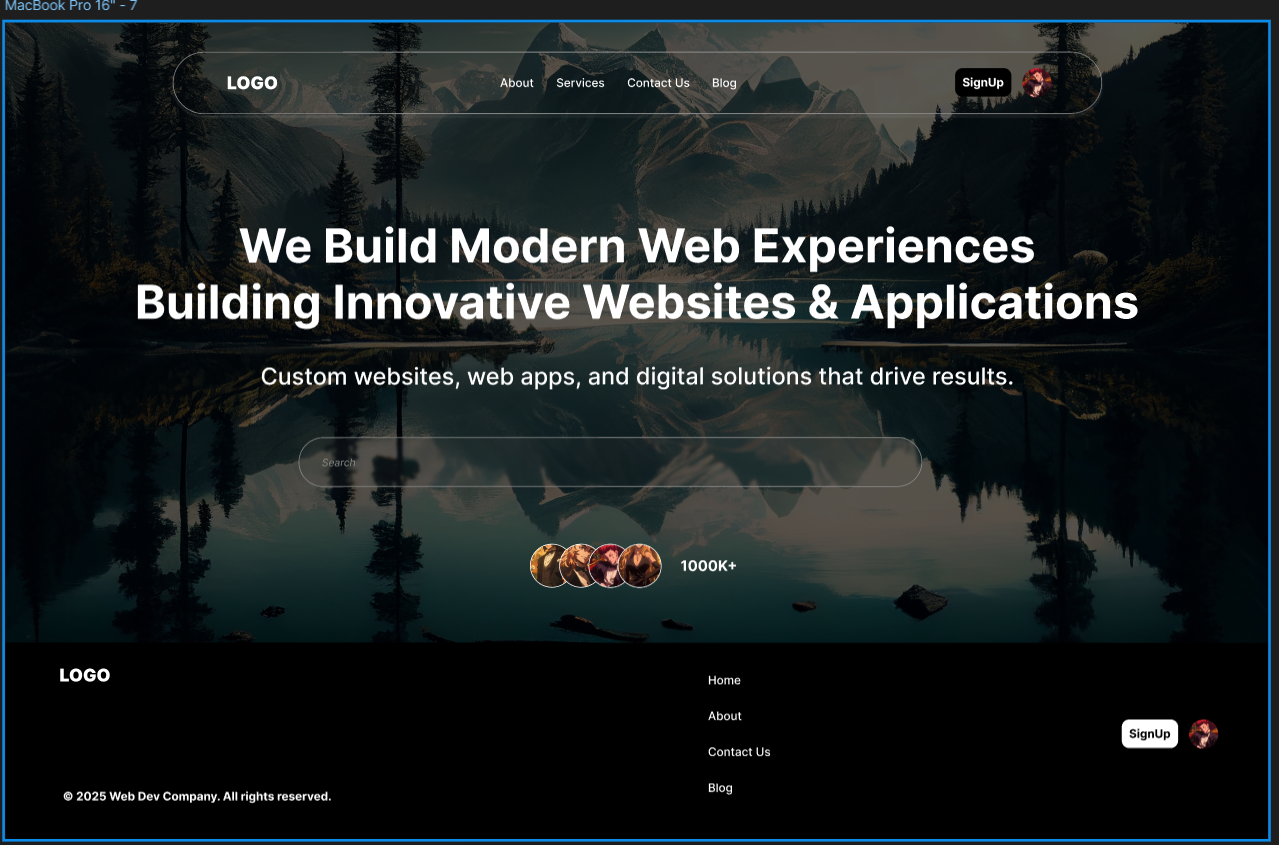 MacBook Pro 16" - 7
LOGO
About Services Contact Us Blog
SignUp
We Build Modern Web Experiences
Building Innovative Websites & Applications
Custom websites, web apps, and digital solutions that drive results.
Search
1000K+
LOGO
Home
About
Contact Us
Blog
SignUp
© 2025 Web Dev Company. All rights reserved.